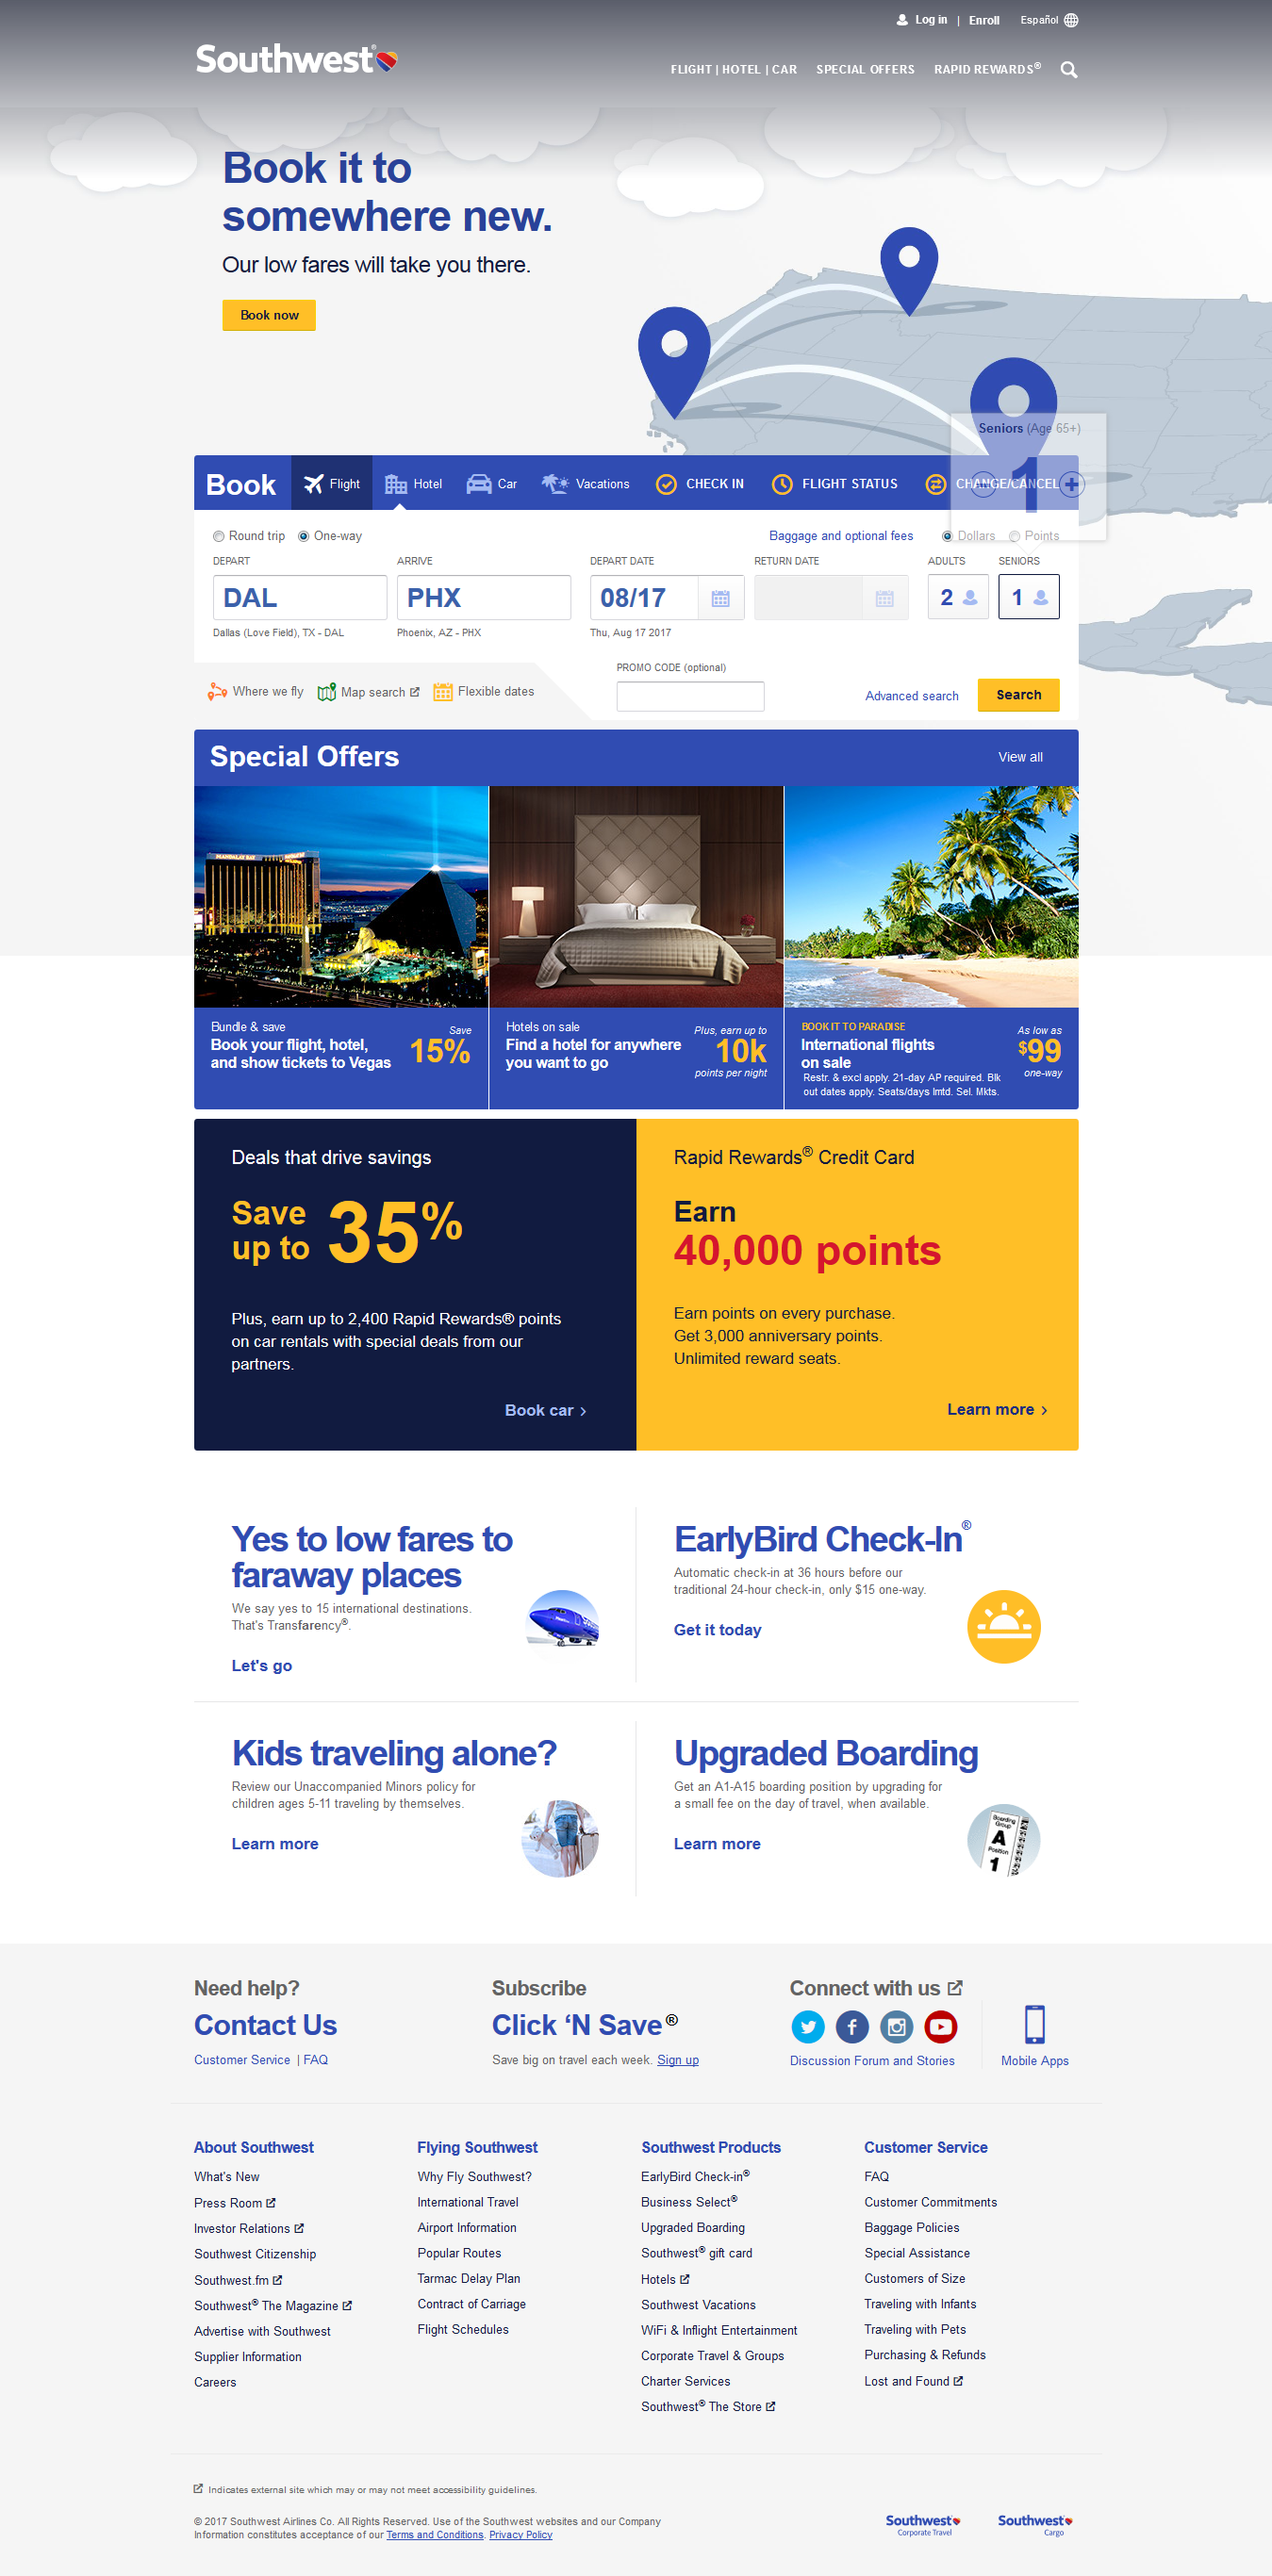 Log in | Enroll Español
Southwest®
FLIGHT | HOTEL | CAR SPECIAL OFFERS RAPID REWARDS®
Book it to
somewhere new.
Our low fares will take you there.
Book now
Seniors (Age 65+)
1
Book Flight Hotel Car Vacations CHECK IN FLIGHT STATUS CHANGE/CANCEL
Round trip One-way Baggage and optional fees Dollars Points
DEPART ARRIVE DEPART DATE RETURN DATE ADULTS SENIORS
DAL PHX 08/17 2 1
Dallas (Love Field), TX - DAL Phoenix, AZ - PHX Thu, Aug 17 2017
PROMO CODE (optional)
Where we fly Map search Flexible dates Advanced search Search
Special Offers View all
MANDALAY BAY
Bundle & save
Book your flight, hotel,
and show tickets to Vegas
Save
15%
Hotels on sale
Find a hotel for anywhere
you want to go
Plus, earn up to
10k
points per night
BOOK IT TO PARADISE
International flights
on sale
Restr. & excl apply. 21-day AP required. Blk
out dates apply. Seats/days lmtd. Sel. Mkts.
As low as
$99
one-way
Deals that drive savings
Save
up to 35%
Plus, earn up to 2,400 Rapid Rewards® points
on car rentals with special deals from our
partners.
Book car
Rapid Rewards® Credit Card
Earn
40,000 points
Earn points on every purchase.
Get 3,000 anniversary points.
Unlimited reward seats.
Learn more
Yes to low fares to
faraway places
We say yes to 15 international destinations.
That's Transfarency®.
Let's go
EarlyBird Check-In®
Automatic check-in at 36 hours before our
traditional 24-hour check-in, only $15 one-way.
Get it today
Kids traveling alone?
Review our Unaccompanied Minors policy for
children ages 5-11 traveling by themselves.
Learn more
Upgraded Boarding
Get an A1-A15 boarding position by upgrading for
a small fee on the day of travel, when available.
Learn more
Boarding
Group
A
Position
1
Need help?
Contact Us
Customer Service | FAQ
Subscribe
Click ‘N Save®
Save big on travel each week. Sign up
Connect with us
Discussion Forum and Stories
Mobile Apps
About Southwest
What's New
Press Room
Investor Relations
Southwest Citizenship
Southwest.fm
Southwest® The Magazine
Advertise with Southwest
Supplier Information
Careers
Flying Southwest
Why Fly Southwest?
International Travel
Airport Information
Popular Routes
Tarmac Delay Plan
Contract of Carriage
Flight Schedules
Southwest Products
EarlyBird Check-in®
Business Select®
Upgraded Boarding
Southwest® gift card
Hotels
Southwest Vacations
WiFi & Inflight Entertainment
Corporate Travel & Groups
Charter Services
Southwest® The Store
Customer Service
FAQ
Customer Commitments
Baggage Policies
Special Assistance
Customers of Size
Traveling with Infants
Traveling with Pets
Purchasing & Refunds
Lost and Found
Indicates external site which may or may not meet accessibility guidelines.
© 2017 Southwest Airlines Co. All Rights Reserved. Use of the Southwest websites and our Company
Information constitutes acceptance of our Terms and Conditions. Privacy Policy
Southwest
Corporate Travel
Southwest
Cargo